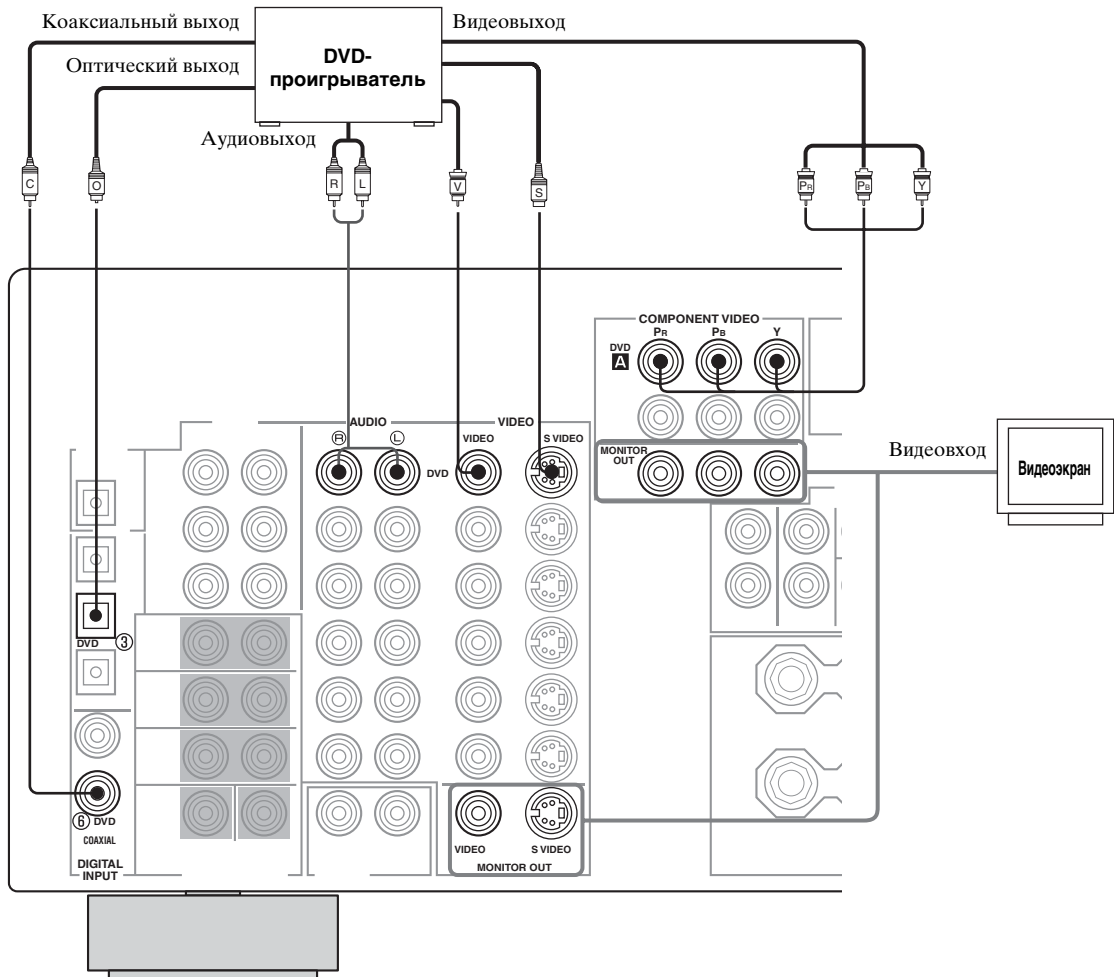 Коаксиальный выход
Видеовыход
DVD-
проигрыватель
Оптический выход
Аудиовыход
C
O
R
L
V
S
PR
PB
Y
COMPONENT VIDEO
PR
PB
Y
DVD
A
AUDIO
VIDEO
R
L
VIDEO
S VIDEO
DVD
MONITOR
OUT
Видеовход
Видеоэкран
DVD
③
⑥ DVD
COAXIAL
DIGITAL
INPUT
VIDEO
S VIDEO
MONITOR OUT